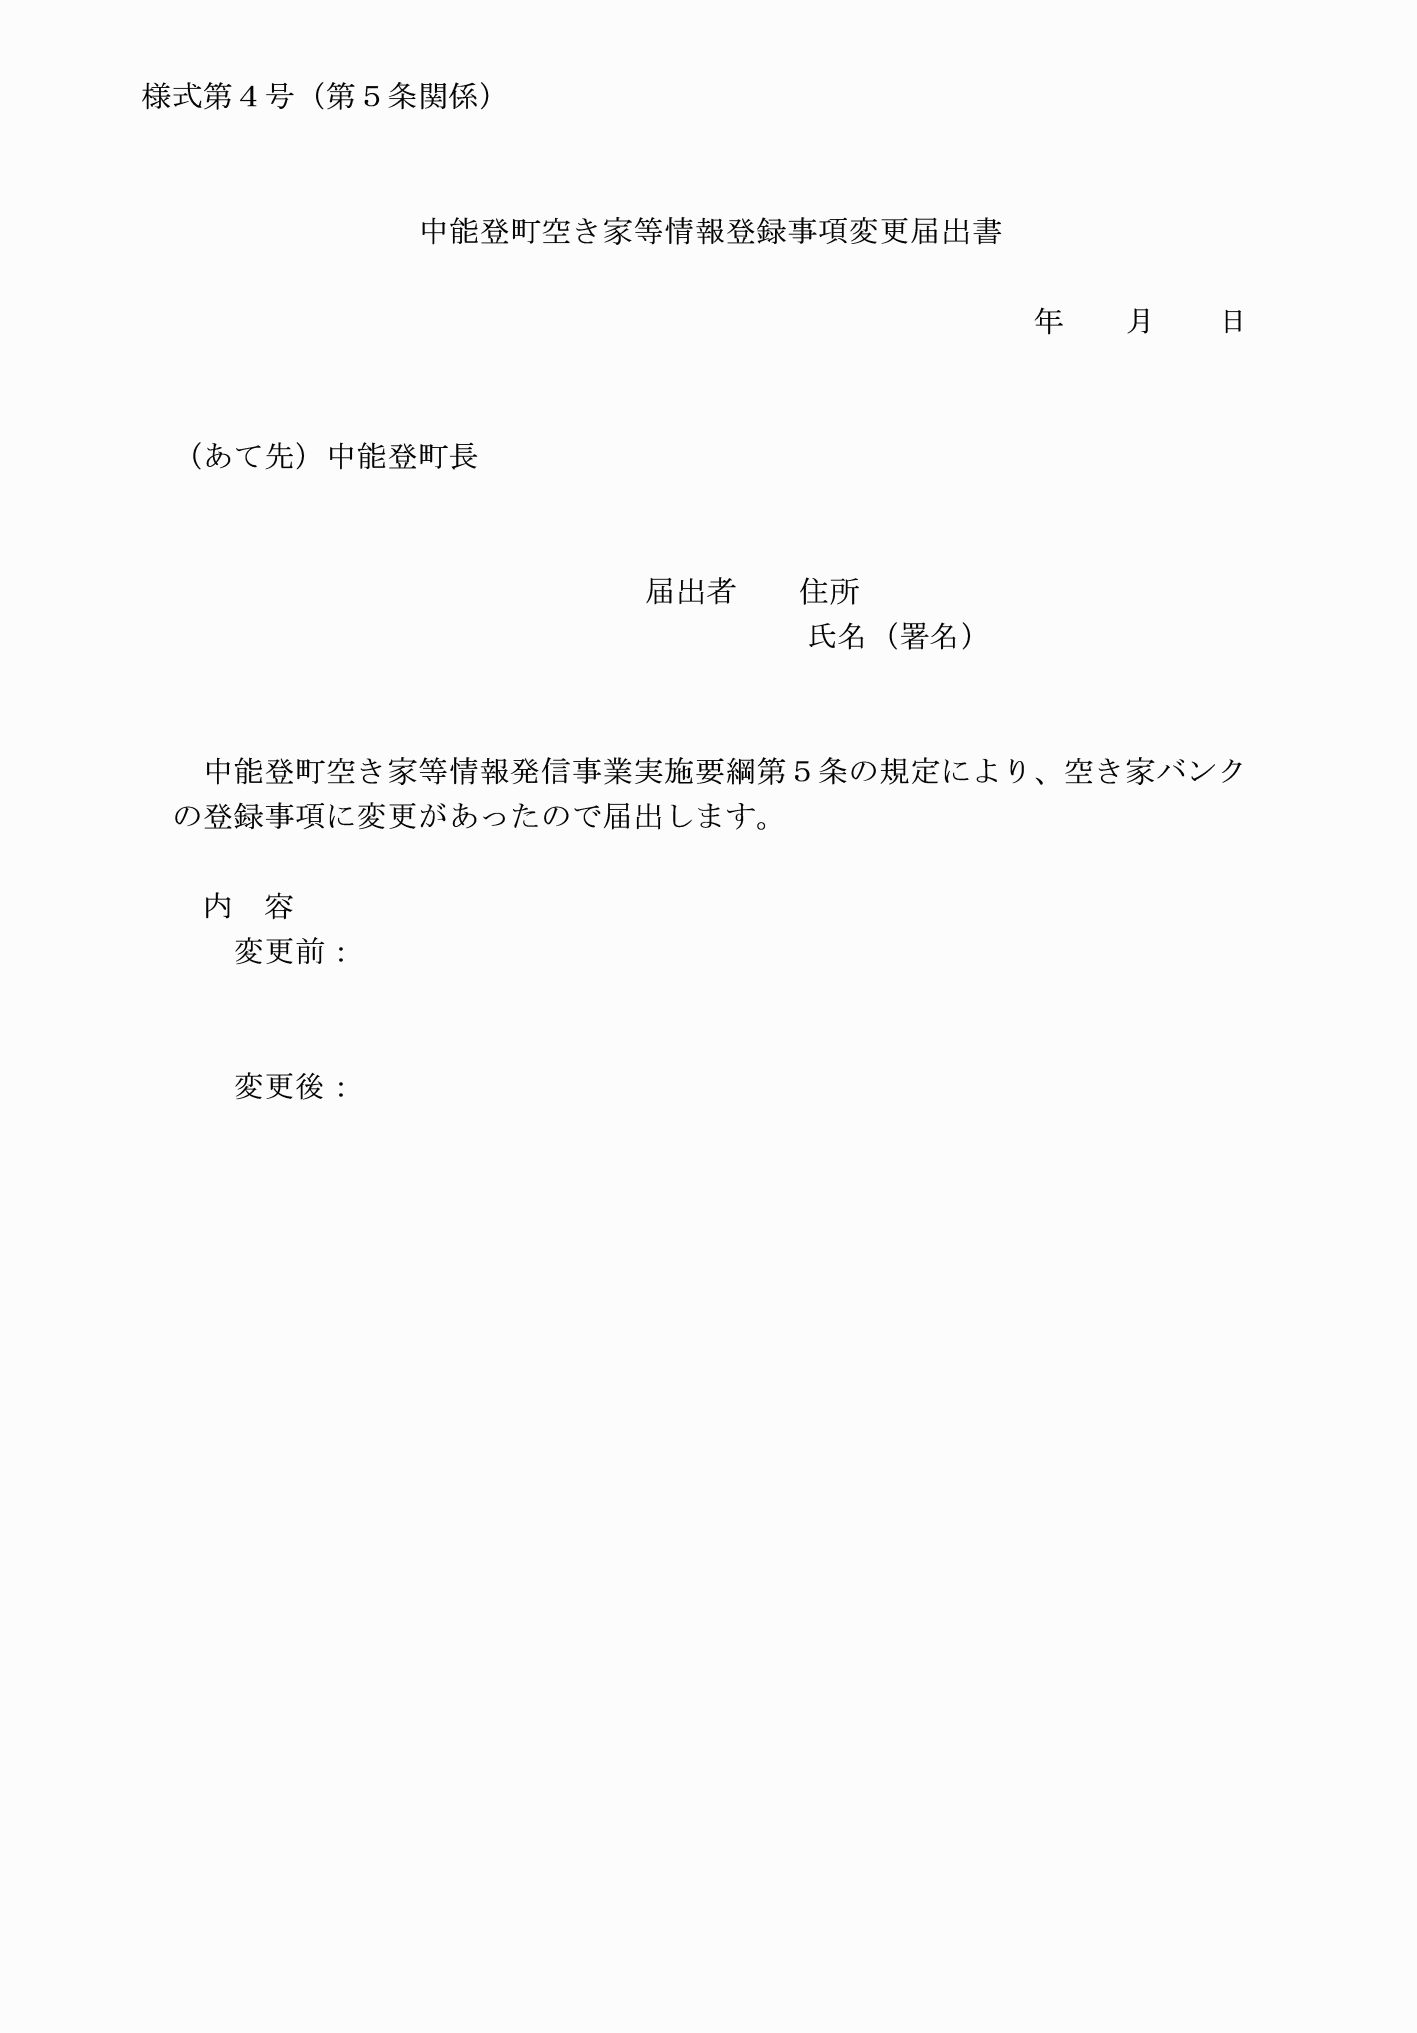 様式第４号（第５条関係）
中能登町空き家等情報登録事項変更届出書
年　　月　　日
（あて先）中能登町長
届出者　　住所
氏名（署名）
中能登町空き家等情報発信事業実施要綱第５条の規定により、空き家バンク
の登録事項に変更があったので届出します。
内　容
変更前：
変更後：